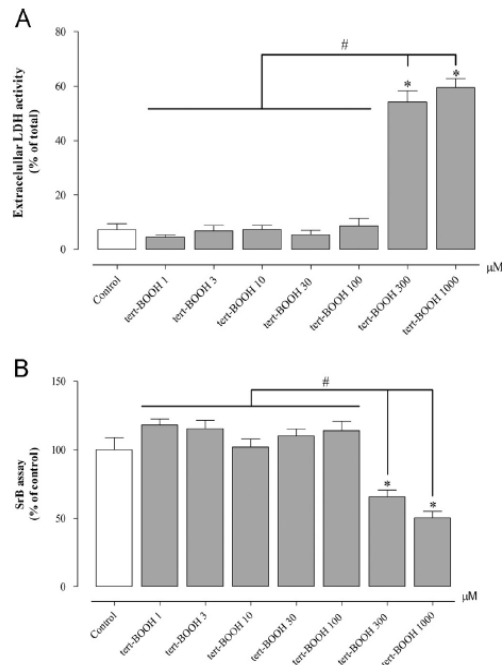 A
Extracelullar LDH activity
(% of total)
80
60
40
20
0
#
*
*
Control
tert-BOOH 1
tert-BOOH 3
tert-BOOH 10
tert-BOOH 30
tert-BOOH 100
tert-BOOH 300
tert-BOOH 1000
μM
B
SrB assay
(% of control)
150
100
50
0
#
*
*
Control
tert-BOOH 1
tert-BOOH 3
tert-BOOH 10
tert-BOOH 30
tert-BOOH 100
tert-BOOH 300
tert-BOOH 1000
μM